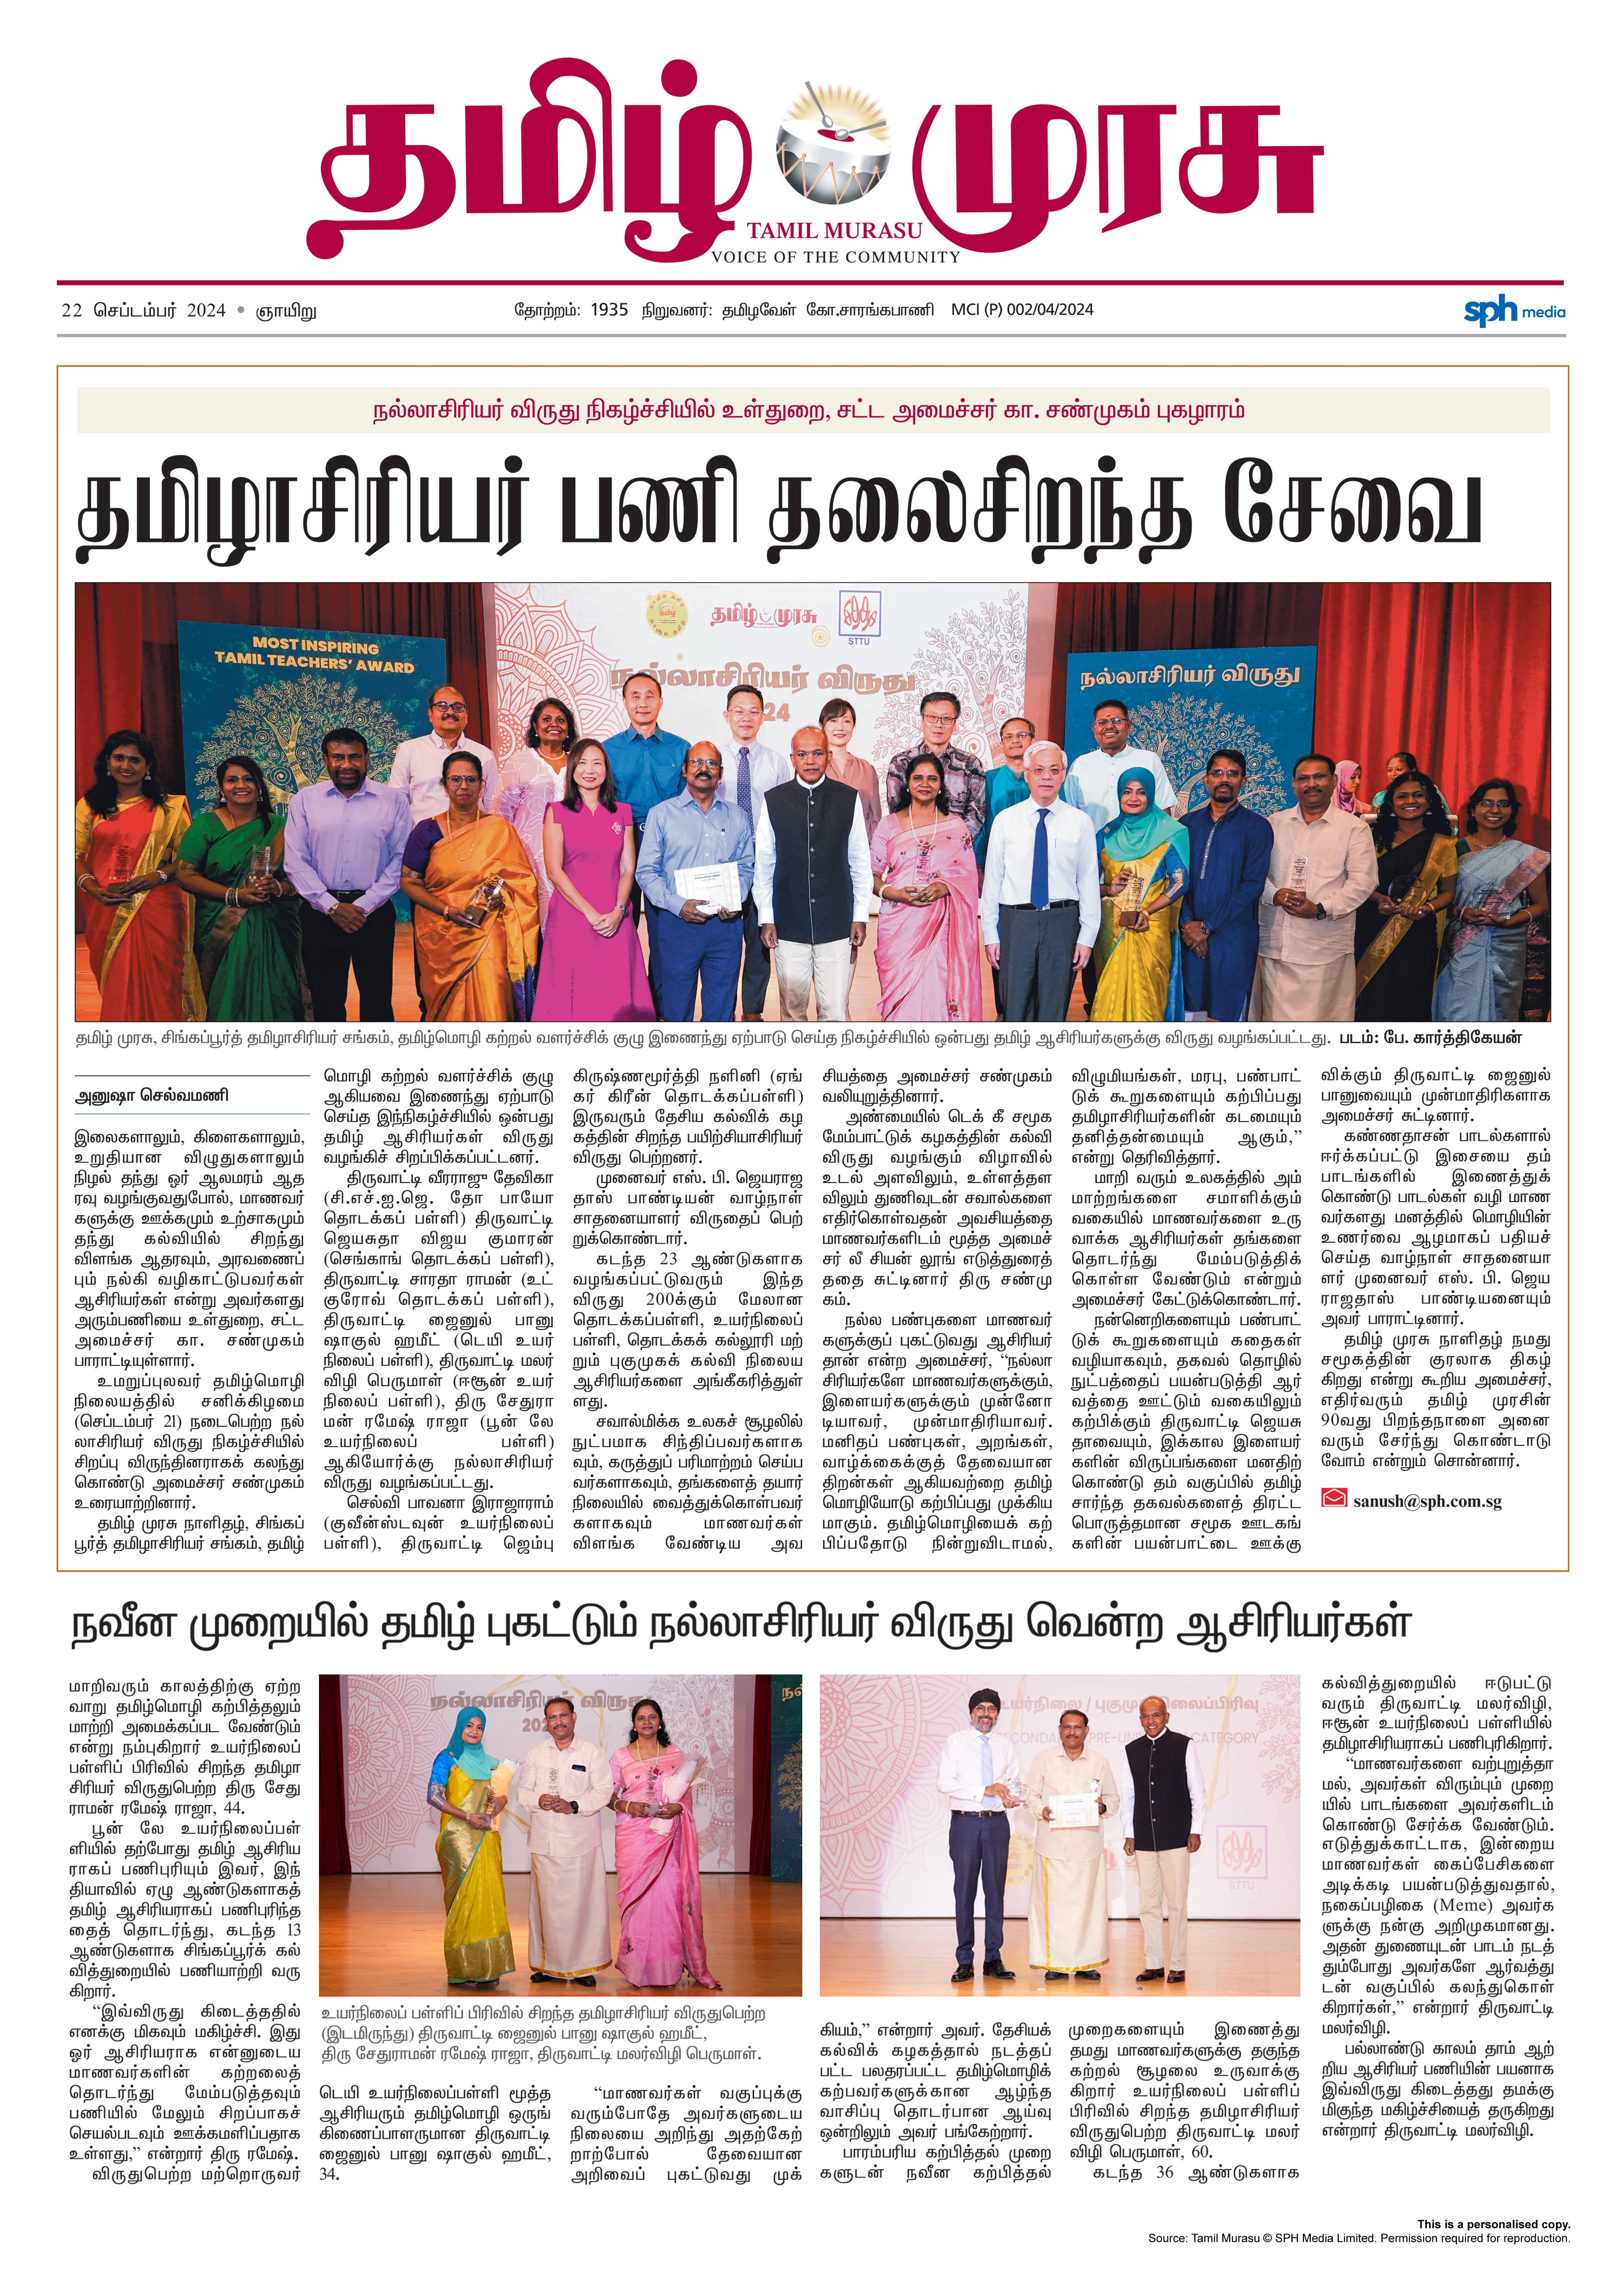 தமிழ் முரசு
TAMIL MURASU
VOICE OF THE COMMUNITY
22 செப்டம்பர் 2024 • ஞாயிறு
தோற்றம்: 1935 நிறுவனர்: தமிழவேள் கோ.சாரங்கபாணி MCI (P) 002/04/2024
sph media
நல்லாசிரியர் விருது நிகழ்ச்சியில் உள்துறை, சட்ட அமைச்சர் கா. சண்முகம் புகழாரம்
தமிழாசிரியர் பணி தலைசிறந்த சேவை
MOST INSPIRING
TAMIL TEACHERS' AWARD
தமிழ் முரசு
STTU
நல்லாசிரியர் விருது
24
நல்லாசிரியர் விருது
தமிழ் முரசு, சிங்கப்பூர்த் தமிழாசிரியர் சங்கம், தமிழ்மொழி கற்றல் வளர்ச்சிக் குழு இணைந்து ஏற்பாடு செய்த நிகழ்ச்சியில் ஒன்பது தமிழ் ஆசிரியர்களுக்கு விருது வழங்கப்பட்டது. படம்: பே. கார்த்திகேயன்
அனுஷா செல்வமணி
இலைகளாலும், கிளைகளாலும்,
உறுதியான விழுதுகளாலும்
நிழல் தந்து ஓர் ஆலமரம் ஆத
ரவு வழங்குவதுபோல், மாணவர்
களுக்கு ஊக்கமும் உற்சாகமும்
தந்து கல்வியில் சிறந்து
விளங்க ஆதரவும், அரவணைப்
பும் நல்கி வழிகாட்டுபவர்கள்
ஆசிரியர்கள் என்று அவர்களது
அரும்பணியை உள்துறை, சட்ட
அமைச்சர் கா. சண்முகம்
பாராட்டியுள்ளார்.
உமறுப்புலவர் தமிழ்மொழி
நிலையத்தில் சனிக்கிழமை
(செப்டம்பர் 21) நடைபெற்ற நல்
லாசிரியர் விருது நிகழ்ச்சியில்
சிறப்பு விருந்தினராகக் கலந்து
கொண்டு அமைச்சர் சண்முகம்
உரையாற்றினார்.
தமிழ் முரசு நாளிதழ், சிங்கப்
பூர்த் தமிழாசிரியர் சங்கம், தமிழ்
மொழி கற்றல் வளர்ச்சிக் குழு
ஆகியவை இணைந்து ஏற்பாடு
செய்த இந்நிகழ்ச்சியில் ஒன்பது
தமிழ் ஆசிரியர்கள் விருது
வழங்கிச் சிறப்பிக்கப்பட்டனர்.
திருவாட்டி வீரராஜு தேவிகா
(சி.எச்.ஐ.ஜெ. தோ பாயோ
தொடக்கப் பள்ளி) திருவாட்டி
ஜெயசுதா விஜய குமாரன்
(செங்காங் தொடக்கப் பள்ளி),
திருவாட்டி சாரதா ராமன் (உட்
குரோவ் தொடக்கப் பள்ளி),
திருவாட்டி ஜைனுல் பானு
ஷாகுல் ஹமீட் (டெயி உயர்
நிலைப் பள்ளி), திருவாட்டி மலர்
விழி பெருமாள் (ஈசூன் உயர்
நிலைப் பள்ளி), திரு சேதுரா
மன் ரமேஷ் ராஜா (பூன் லே
உயர்நிலைப் பள்ளி)
ஆகியோர்க்கு நல்லாசிரியர்
விருது வழங்கப்பட்டது.
செல்வி பாவனா இராஜாராம்
(குவீன்ஸ்டவுன் உயர்நிலைப்
பள்ளி), திருவாட்டி ஜெம்பு
கிருஷ்ணமூர்த்தி நளினி (ஏங்
கர் கிரீன் தொடக்கப்பள்ளி)
இருவரும் தேசிய கல்விக் கழ
கத்தின் சிறந்த பயிற்சியாசிரியர்
விருது பெற்றனர்.
முனைவர் எஸ். பி. ஜெயராஜ
தாஸ் பாண்டியன் வாழ்நாள்
சாதனையாளர் விருதைப் பெற்
றுக்கொண்டார்.
கடந்த 23 ஆண்டுகளாக
வழங்கப்பட்டுவரும் இந்த
விருது 200க்கும் மேலான
தொடக்கப்பள்ளி, உயர்நிலைப்
பள்ளி, தொடக்கக் கல்லூரி மற்
றும் புகுமுகக் கல்வி நிலைய
ஆசிரியர்களை அங்கீகரித்துள்
ளது.
சவால்மிக்க உலகச் சூழலில்
நுட்பமாக சிந்திப்பவர்களாக
வும், கருத்துப் பரிமாற்றம் செய்ப
வர்களாகவும், தங்களைத் தயார்
நிலையில் வைத்துக்கொள்பவர்
களாகவும் மாணவர்கள்
விளங்க வேண்டிய அவ
சியத்தை அமைச்சர் சண்முகம்
வலியுறுத்தினார்.
அண்மையில் டெக் கீ சமூக
மேம்பாட்டுக் கழகத்தின் கல்வி
விருது வழங்கும் விழாவில்
உடல் அளவிலும், உள்ளத்தள
விலும் துணிவுடன் சவால்களை
எதிர்கொள்வதன் அவசியத்தை
மாணவர்களிடம் மூத்த அமைச்
சர் லீ சியன் லூங் எடுத்துரைத்
ததை சுட்டினார் திரு சண்மு
கம்.
நல்ல பண்புகளை மாணவர்
களுக்குப் புகட்டுவது ஆசிரியர்
தான் என்ற அமைச்சர், “நல்லா
சிரியர்களே மாணவர்களுக்கும்,
இளையர்களுக்கும் முன்னோ
டியாவர், முன்மாதிரியாவர்.
மனிதப் பண்புகள், அறங்கள்,
வாழ்க்கைக்குத் தேவையான
திறன்கள் ஆகியவற்றை தமிழ்
மொழியோடு கற்பிப்பது முக்கிய
மாகும். தமிழ்மொழியைக் கற்
பிப்பதோடு நின்றுவிடாமல்,
விழுமியங்கள், மரபு, பண்பாட்
டுக் கூறுகளையும் கற்பிப்பது
தமிழாசிரியர்களின் கடமையும்
தனித்தன்மையும் ஆகும்,”
என்று தெரிவித்தார்.
மாறி வரும் உலகத்தில் அம்
மாற்றங்களை சமாளிக்கும்
வகையில் மாணவர்களை உரு
வாக்க ஆசிரியர்கள் தங்களை
தொடர்ந்து மேம்படுத்திக்
கொள்ள வேண்டும் என்றும்
அமைச்சர் கேட்டுக்கொண்டார்.
நன்னெறிகளையும் பண்பாட்
டுக் கூறுகளையும் கதைகள்
வழியாகவும், தகவல் தொழில்
நுட்பத்தைப் பயன்படுத்தி ஆர்
வத்தை ஊட்டும் வகையிலும்
கற்பிக்கும் திருவாட்டி ஜெயசு
தாவையும், இக்கால இளையர்
களின் விருப்பங்களை மனதிற்
கொண்டு தம் வகுப்பில் தமிழ்
சார்ந்த தகவல்களைத் திரட்ட
பொருத்தமான சமூக ஊடகங்
களின் பயன்பாட்டை ஊக்கு
விக்கும் திருவாட்டி ஜைனுல்
பானுவையும் முன்மாதிரிகளாக
அமைச்சர் சுட்டினார்.
கண்ணதாசன் பாடல்களால்
ஈர்க்கப்பட்டு இசையை தம்
பாடங்களில் இணைத்துக்
கொண்டு பாடல்கள் வழி மாண
வர்களது மனத்தில் மொழியின்
உணர்வை ஆழமாகப் பதியச்
செய்த வாழ்நாள் சாதனையா
ளர் முனைவர் எஸ். பி. ஜெய
ராஜதாஸ் பாண்டியனையும்
அவர் பாராட்டினார்.
தமிழ் முரசு நாளிதழ் நமது
சமூகத்தின் குரலாக திகழ்
கிறது என்று கூறிய அமைச்சர்,
எதிர்வரும் தமிழ் முரசின்
90வது பிறந்தநாளை அனை
வரும் சேர்ந்து கொண்டாடு
வோம் என்றும் சொன்னார்.
sanush@sph.com.sg
நவீன முறையில் தமிழ் புகட்டும் நல்லாசிரியர் விருது வென்ற ஆசிரியர்கள்
மாறிவரும் காலத்திற்கு ஏற்ற
வாறு தமிழ்மொழி கற்பித்தலும்
மாற்றி அமைக்கப்பட வேண்டும்
என்று நம்புகிறார் உயர்நிலைப்
பள்ளிப் பிரிவில் சிறந்த தமிழா
சிரியர் விருதுபெற்ற திரு சேது
ராமன் ரமேஷ் ராஜா, 44.
பூன் லே உயர்நிலைப்பள்
ளியில் தற்போது தமிழ் ஆசிரிய
ராகப் பணிபுரியும் இவர், இந்
தியாவில் ஏழு ஆண்டுகளாகத்
தமிழ் ஆசிரியராகப் பணிபுரிந்த
தைத் தொடர்ந்து, கடந்த 13
ஆண்டுகளாக சிங்கப்பூர்க் கல்
வித்துறையில் பணியாற்றி வரு
கிறார்.
“இவ்விருது கிடைத்ததில்
எனக்கு மிகவும் மகிழ்ச்சி. இது
ஓர் ஆசிரியராக என்னுடைய
மாணவர்களின் கற்றலைத்
தொடர்ந்து மேம்படுத்தவும்
பணியில் மேலும் சிறப்பாகச்
செயல்படவும் ஊக்கமளிப்பதாக
உள்ளது,” என்றார் திரு ரமேஷ்.
விருதுபெற்ற மற்றொருவர்
நல்லாசிரியர் விருது
உயர்நிலைப் பள்ளிப் பிரிவில் சிறந்த தமிழாசிரியர் விருதுபெற்ற
(இடமிருந்து) திருவாட்டி ஜைனுல் பானு ஷாகுல் ஹமீட்,
திரு சேதுராமன் ரமேஷ் ராஜா, திருவாட்டி மலர்விழி பெருமாள்.
டெயி உயர்நிலைப்பள்ளி மூத்த
ஆசிரியரும் தமிழ்மொழி ஒருங்
கிணைப்பாளருமான திருவாட்டி
ஜைனுல் பானு ஷாகுல் ஹமீட்,
34.
“மாணவர்கள் வகுப்புக்கு
வரும்போதே அவர்களுடைய
நிலையை அறிந்து அதற்கேற்
றாற்போல் தேவையான
அறிவைப் புகட்டுவது முக்
CATEGORY
STTU
கியம்,” என்றார் அவர். தேசியக்
கல்விக் கழகத்தால் நடத்தப்
பட்ட பலதரப்பட்ட தமிழ்மொழிக்
கற்பவர்களுக்கான ஆழ்ந்த
வாசிப்பு தொடர்பான ஆய்வு
ஒன்றிலும் அவர் பங்கேற்றார்.
பாரம்பரிய கற்பித்தல் முறை
களுடன் நவீன கற்பித்தல்
முறைகளையும் இணைத்து
தமது மாணவர்களுக்கு தகுந்த
கற்றல் சூழலை உருவாக்கு
கிறார் உயர்நிலைப் பள்ளிப்
பிரிவில் சிறந்த தமிழாசிரியர்
விருதுபெற்ற திருவாட்டி மலர்
விழி பெருமாள், 60.
கடந்த 36 ஆண்டுகளாக
கல்வித்துறையில் ஈடுபட்டு
வரும் திருவாட்டி மலர்விழி,
ஈசூன் உயர்நிலைப் பள்ளியில்
தமிழாசிரியராகப் பணிபுரிகிறார்.
“மாணவர்களை வற்புறுத்தா
மல், அவர்கள் விரும்பும் முறை
யில் பாடங்களை அவர்களிடம்
கொண்டு சேர்க்க வேண்டும்.
எடுத்துக்காட்டாக, இன்றைய
மாணவர்கள் கைப்பேசிகளை
அடிக்கடி பயன்படுத்துவதால்,
நகைப்பழிகை (Meme) அவர்க
ளுக்கு நன்கு அறிமுகமானது.
அதன் துணையுடன் பாடம் நடத்
தும்போது அவர்களே ஆர்வத்து
டன் வகுப்பில் கலந்துகொள்
கிறார்கள்,” என்றார் திருவாட்டி
மலர்விழி.
பல்லாண்டு காலம் தாம் ஆற்
றிய ஆசிரியர் பணியின் பயனாக
இவ்விருது கிடைத்தது தமக்கு
மிகுந்த மகிழ்ச்சியைத் தருகிறது
என்றார் திருவாட்டி மலர்விழி.
This is a personalised copy.
Source: Tamil Murasu © SPH Media Limited. Permission required for reproduction.